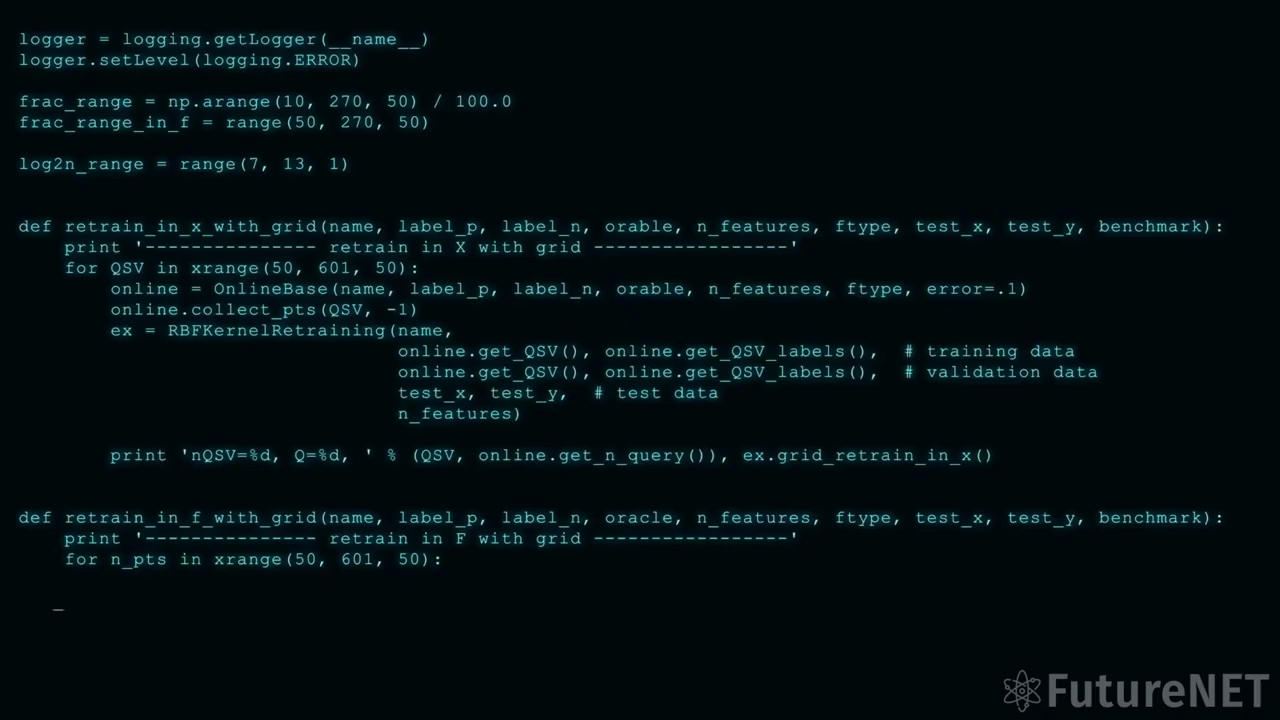 logger = logging.getLogger(__name__)
logger.setLevel(logging.ERROR)
frac_range = np.arange(10, 270, 50) / 100.0
frac_range_in_f = range(50, 270, 50)
log2n_range = range(7, 13, 1)
def retrain_in_x_with_grid(name, label_p, label_n, orable, n_features, ftype, test_x, test_y, benchmark):
    print '--------------- retrain in X with grid -----------------'
    for QSV in xrange(50, 601, 50):
        online = OnlineBase(name, label_p, label_n, orable, n_features, ftype, error=.1)
        online.collect_pts(QSV, -1)
        ex = RBFKernelRetraining(name,
                                 online.get_QSV(), online.get_QSV_labels(),  # training data
                                 online.get_QSV(), online.get_QSV_labels(),  # validation data
                                 test_x, test_y,  # test data
                                 n_features)
        print 'nQSV=%d, Q=%d, ' % (QSV, online.get_n_query()), ex.grid_retrain_in_x()
def retrain_in_f_with_grid(name, label_p, label_n, oracle, n_features, ftype, test_x, test_y, benchmark):
    print '--------------- retrain in F with grid -----------------'
    for n_pts in xrange(50, 601, 50):
   _
FutureNET